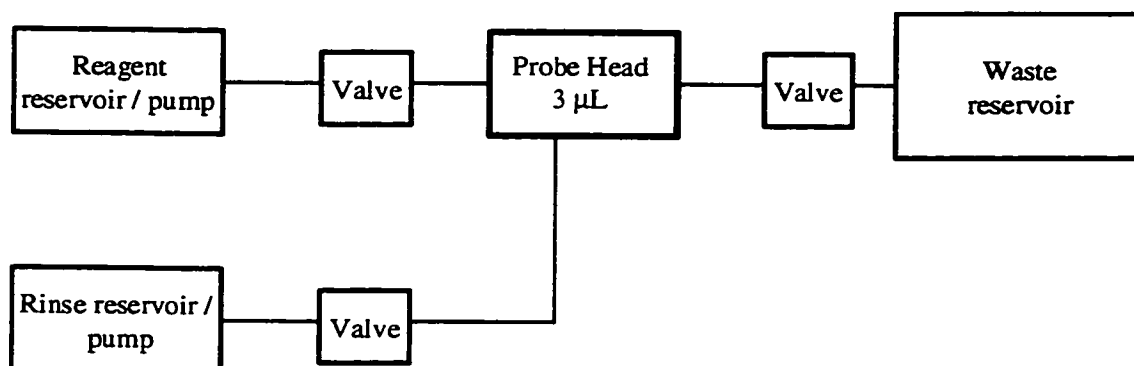 Reagent
reservoir / pump
Valve
Probe Head
3 µL
Valve
Waste
reservoir
Rinse reservoir /
pump
Valve